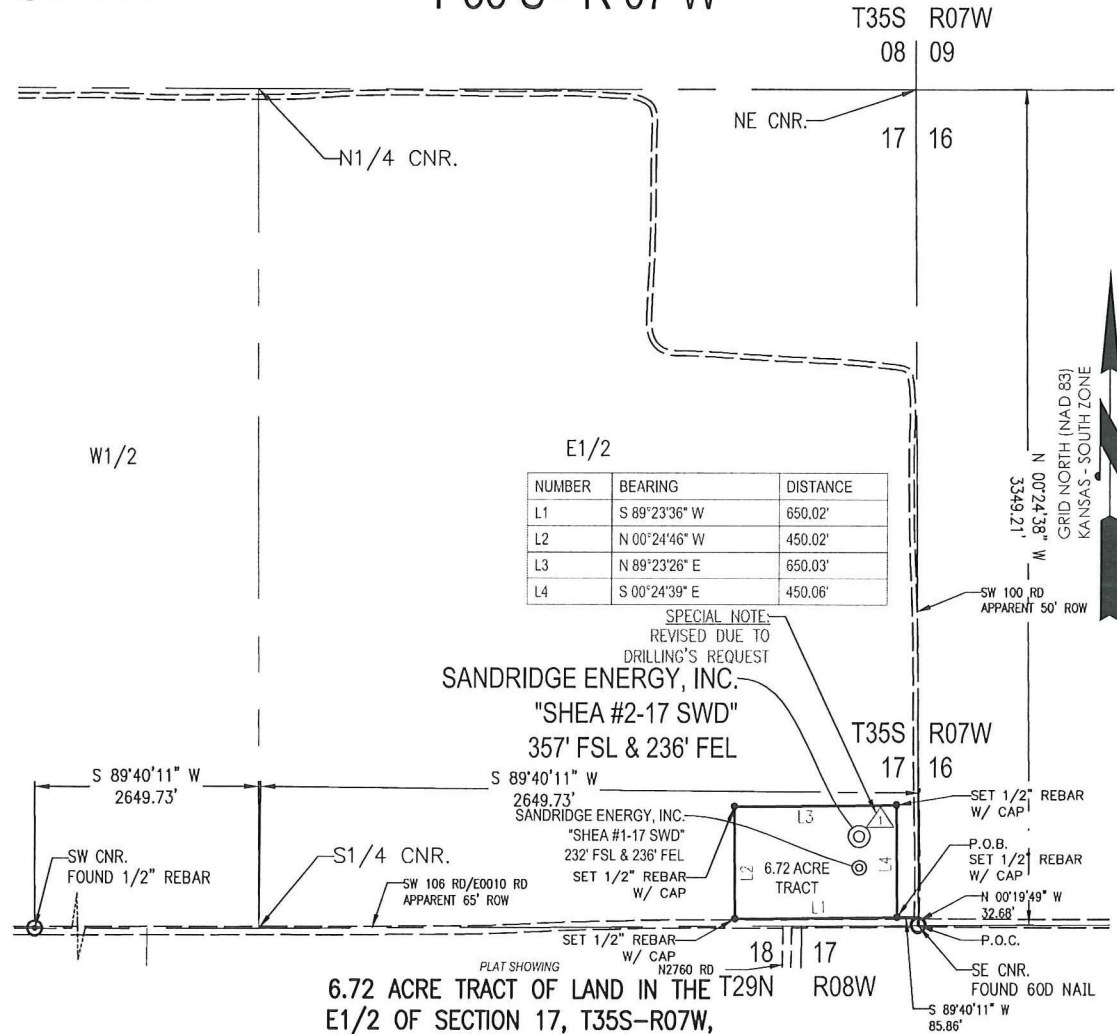 T35S R07W
08 09
NE CNR.
17 16
N1/4 CNR.
W1/2
E1/2
NUMBER BEARING DISTANCE
L1 S 89°23'36" W 650.02'
L2 N 00°24'46" W 450.02'
L3 N 89°23'26" E 650.03'
L4 S 00°24'39" E 450.06'
N 00°24'38" W
3349.21'
GRID NORTH (NAD 83)
KANSAS - SOUTH ZONE
SW 100 RD
APPARENT 50' ROW
SPECIAL NOTE:
REVISED DUE TO
DRILLING'S REQUEST
SANDRIDGE ENERGY, INC.
"SHEA #2-17 SWD"
357' FSL & 236' FEL
T35S R07W
17 16
S 89°40'11" W
2649.73'
S 89°40'11" W
2649.73'
SANDRIDGE ENERGY, INC.
"SHEA #1-17 SWD"
232' FSL & 236' FEL
SET 1/2" REBAR
W/ CAP
L3
1
SET 1/2" REBAR
W/ CAP
L2
6.72 ACRE
TRACT
L4
L1
P.O.B.
SET 1/2" REBAR
W/ CAP
N 00°19'49" W
32.68'
P.O.C.
SW CNR.
FOUND 1/2" REBAR
S1/4 CNR.
SW 106 RD/E0010 RD
APPARENT 65' ROW
SET 1/2" REBAR
W/ CAP
N2760 RD
18 17
T29N R08W
SE CNR.
FOUND 60D NAIL
S 89°40'11" W
85.86'
PLAT SHOWING
6.72 ACRE TRACT OF LAND IN THE
E1/2 OF SECTION 17, T35S-R07W,